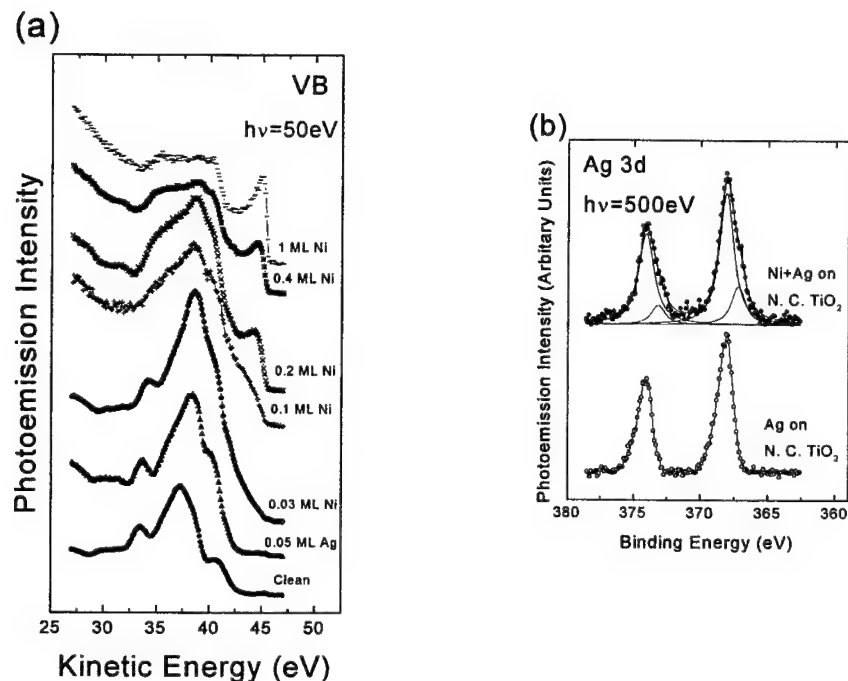 (a)
VB
hν=50eV
Photoemission Intensity
1 ML Ni
0.4 ML Ni
0.2 ML Ni
0.1 ML Ni
0.03 ML Ni
0.05 ML Ag
Clean
25 30 35 40 45 50
Kinetic Energy (eV)
(b)
Ag 3d
hν=500eV
Photoemission Intensity (Arbitary Units)
Ni+Ag on
N. C. TiO₂
Ag on
N. C. TiO₂
380 375 370 365 360
Binding Energy (eV)